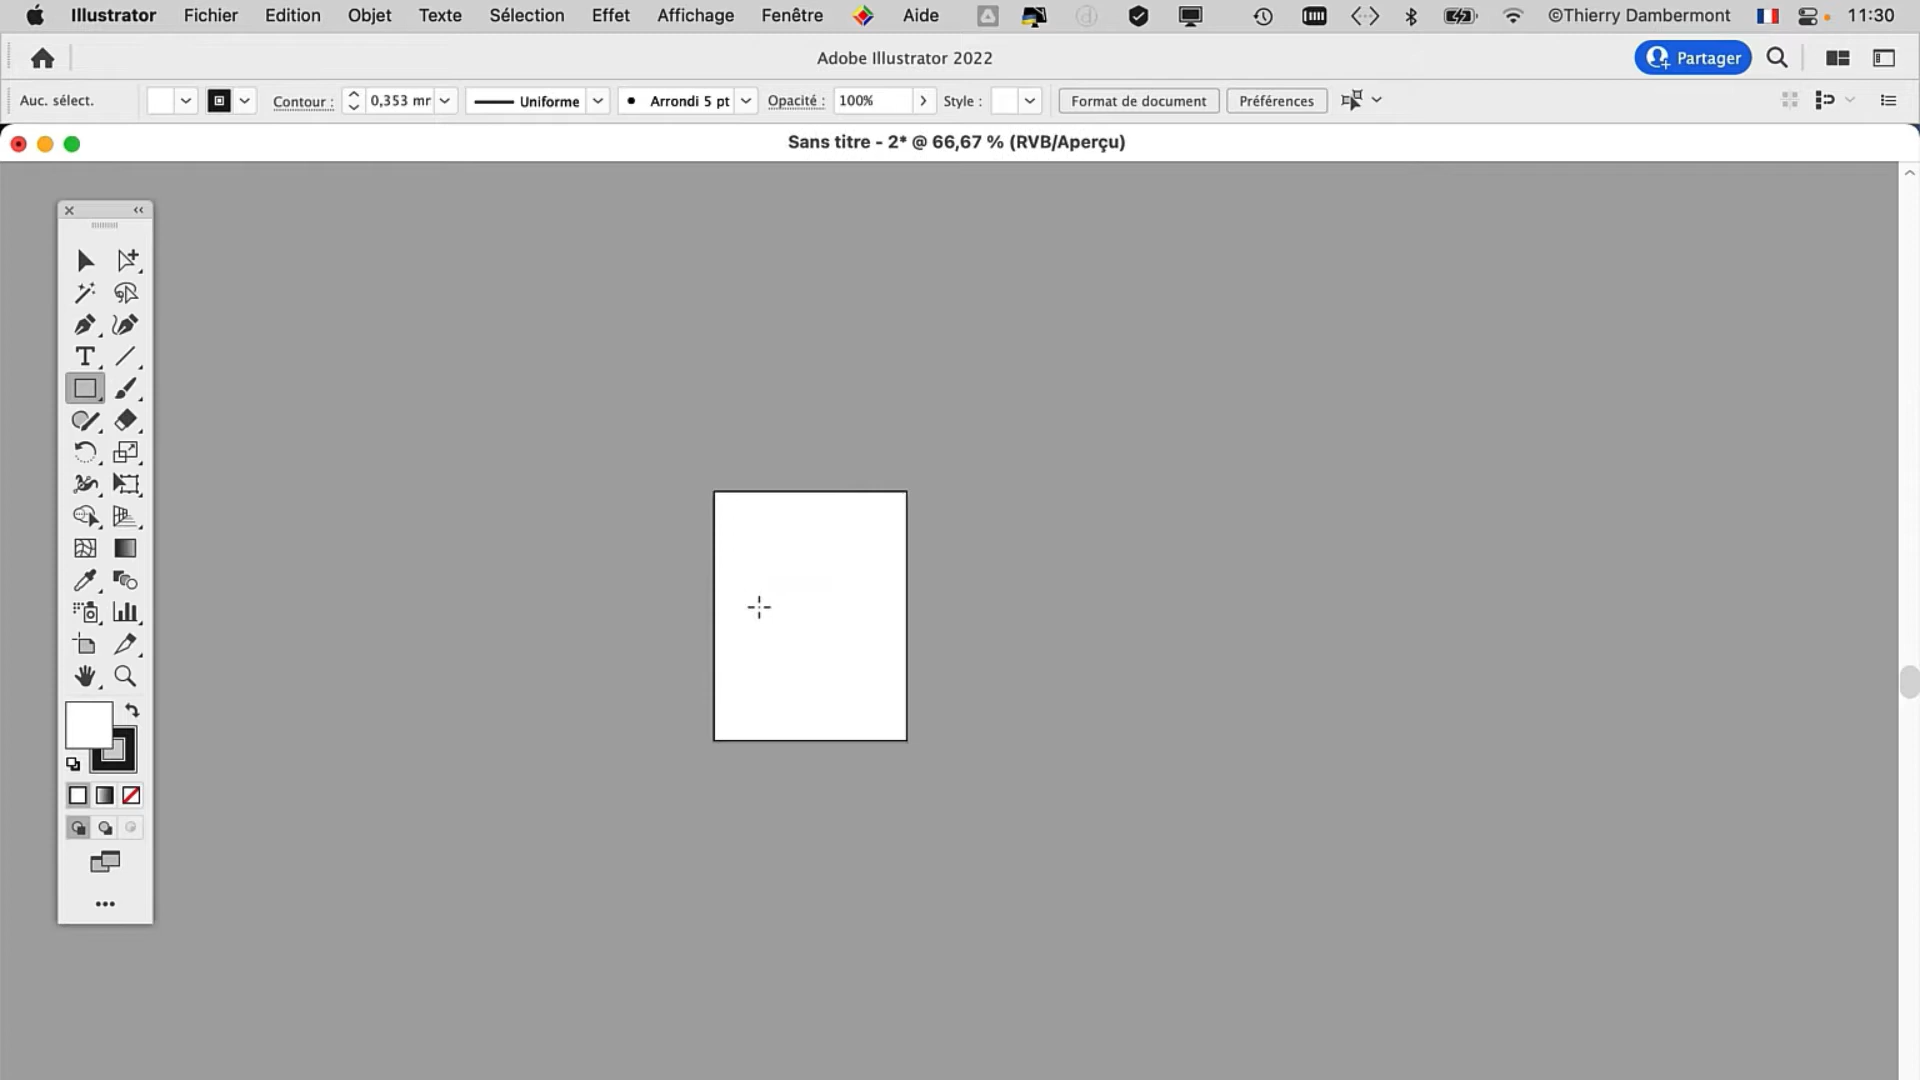 Illustrator Fichier Edition Objet Texte Sélection Effet Affichage Fenêtre Aide ©Thierry Dambermont 11:30
Adobe Illustrator 2022 Partager
Auc. sélect. Contour : 0,353 mr Uniforme Arrondi 5 pt Opacité : 100% Style : Format de document Préférences
Sans titre - 2* @ 66,67 % (RVB/Aperçu)